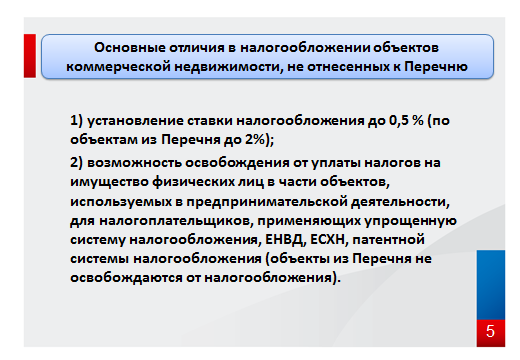 Основные отличия в налогообложении объектов
коммерческой недвижимости, не отнесенных к Перечню
1) установление ставки налогообложения до 0,5 % (по
объектам из Перечня до 2%);
2) возможность освобождения от уплаты налогов на
имущество физических лиц в части объектов,
используемых в предпринимательской деятельности,
для налогоплательщиков, применяющих упрощенную
систему налогообложения, ЕНВД, ЕСХН, патентной
системы налогообложения (объекты из Перечня не
освобождаются от налогообложения).
5